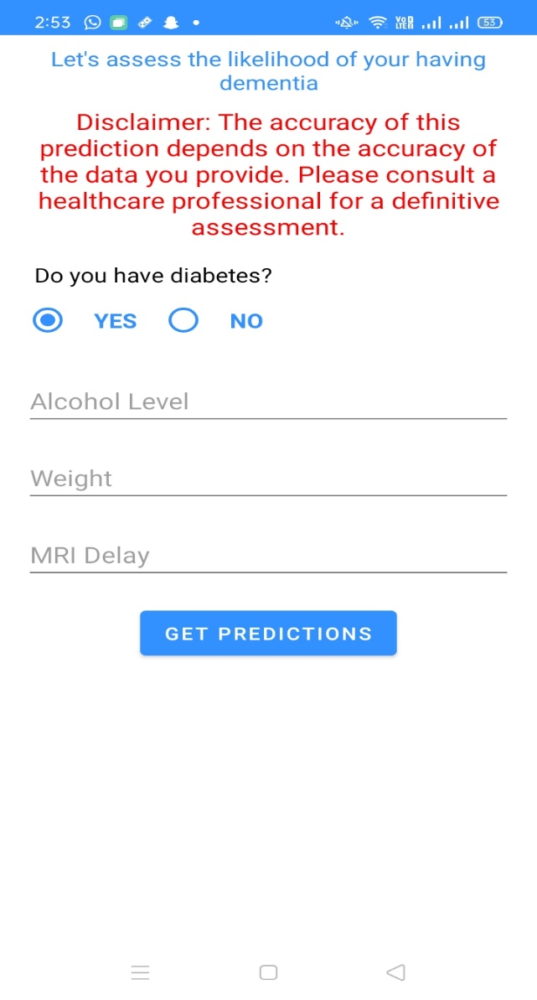 2:53 VoD LTE 53
Let's assess the likelihood of your having
dementia
Disclaimer: The accuracy of this
prediction depends on the accuracy of
the data you provide. Please consult a
healthcare professional for a definitive
assessment.
Do you have diabetes?
YES NO
Alcohol Level
Weight
MRI Delay
GET PREDICTIONS